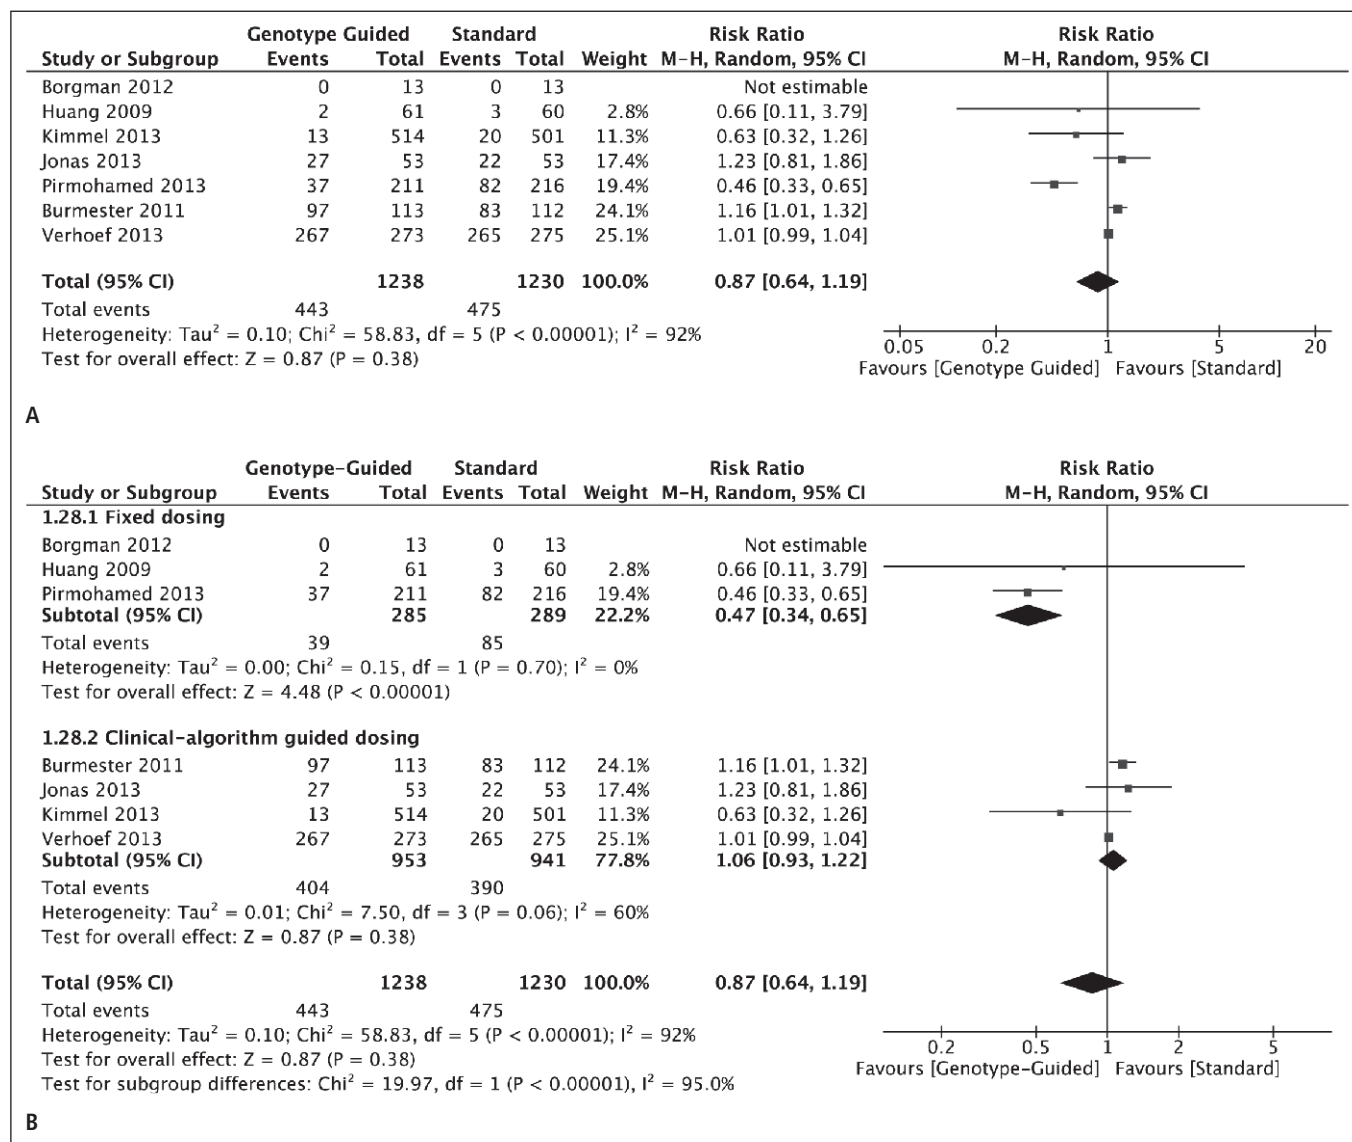 Genotype Guided Standard Risk Ratio Risk Ratio
Study or Subgroup Events Total Events Total Weight M-H, Random, 95% CI M-H, Random, 95% CI
Borgman 2012 0 13 0 13 Not estimable
Huang 2009 2 61 3 60 2.8% 0.66 [0.11, 3.79]
Kimmel 2013 13 514 20 501 11.3% 0.63 [0.32, 1.26]
Jonas 2013 27 53 22 53 17.4% 1.23 [0.81, 1.86]
Pirmohamed 2013 37 211 82 216 19.4% 0.46 [0.33, 0.65]
Burmester 2011 97 113 83 112 24.1% 1.16 [1.01, 1.32]
Verhoef 2013 267 273 265 275 25.1% 1.01 [0.99, 1.04]
Total (95% CI) 1238 1230 100.0% 0.87 [0.64, 1.19]
Total events 443 475
Heterogeneity: Tau² = 0.10; Chi² = 58.83, df = 5 (P < 0.00001); I² = 92%
Test for overall effect: Z = 0.87 (P = 0.38)
0.05 0.2 1 5 20
Favours [Genotype Guided] Favours [Standard]
A
Genotype-Guided Standard Risk Ratio Risk Ratio
Study or Subgroup Events Total Events Total Weight M-H, Random, 95% CI M-H, Random, 95% CI
1.28.1 Fixed dosing
Borgman 2012 0 13 0 13 Not estimable
Huang 2009 2 61 3 60 2.8% 0.66 [0.11, 3.79]
Pirmohamed 2013 37 211 82 216 19.4% 0.46 [0.33, 0.65]
Subtotal (95% CI) 285 289 22.2% 0.47 [0.34, 0.65]
Total events 39 85
Heterogeneity: Tau² = 0.00; Chi² = 0.15, df = 1 (P = 0.70); I² = 0%
Test for overall effect: Z = 4.48 (P < 0.00001)
1.28.2 Clinical-algorithm guided dosing
Burmester 2011 97 113 83 112 24.1% 1.16 [1.01, 1.32]
Jonas 2013 27 53 22 53 17.4% 1.23 [0.81, 1.86]
Kimmel 2013 13 514 20 501 11.3% 0.63 [0.32, 1.26]
Verhoef 2013 267 273 265 275 25.1% 1.01 [0.99, 1.04]
Subtotal (95% CI) 953 941 77.8% 1.06 [0.93, 1.22]
Total events 404 390
Heterogeneity: Tau² = 0.01; Chi² = 7.50, df = 3 (P = 0.06); I² = 60%
Test for overall effect: Z = 0.87 (P = 0.38)
Total (95% CI) 1238 1230 100.0% 0.87 [0.64, 1.19]
Total events 443 475
Heterogeneity: Tau² = 0.10; Chi² = 58.83, df = 5 (P < 0.00001); I² = 92%
Test for overall effect: Z = 0.87 (P = 0.38)
Test for subgroup differences: Chi² = 19.97, df = 1 (P < 0.00001), I² = 95.0%
0.2 0.5 1 2 5
Favours [Genotype-Guided] Favours [Standard]
B